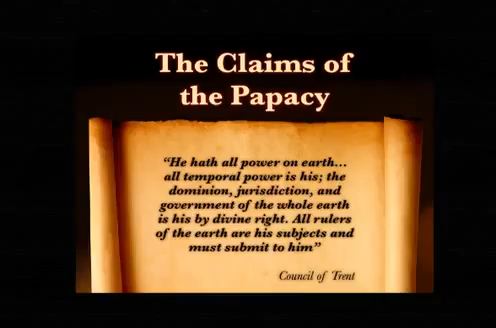 The Claims of
the Papacy
“He hath all power on earth...
all temporal power is his; the
dominion, jurisdiction, and
government of the whole earth
is his by divine right. All rulers
of the earth are his subjects and
must submit to him”
Council of Trent